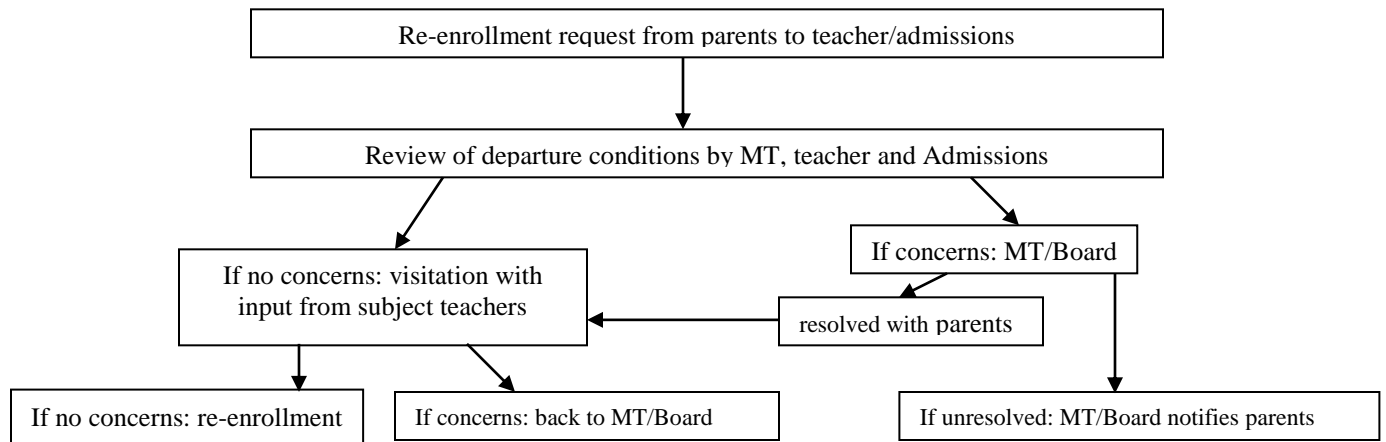 Re-enrollment request from parents to teacher/admissions
Review of departure conditions by MT, teacher and Admissions
If concerns: MT/Board
If no concerns: visitation with
input from subject teachers
resolved with parents
If no concerns: re-enrollment
If concerns: back to MT/Board
If unresolved: MT/Board notifies parents